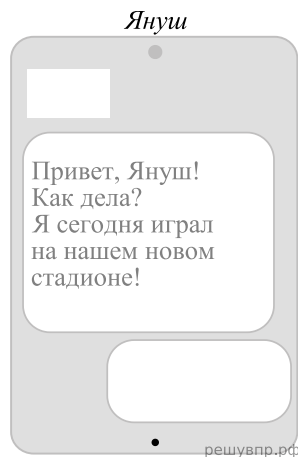 Януш
Привет, Януш!
Как дела?
Я сегодня играл
на нашем новом
стадионе!
решувпр.рф